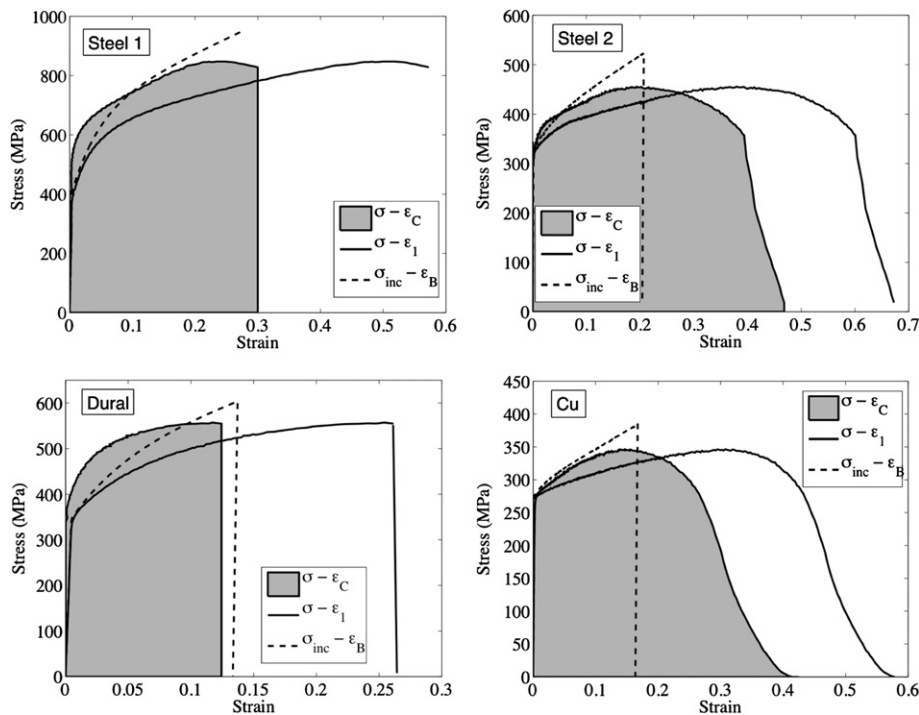 Steel 1
Stress (MPa)
1000
800
600
400
200
0
σ – ε_C
σ – ε_1
σ_inc – ε_B
0 0.1 0.2 0.3 0.4 0.5 0.6
Strain
Steel 2
Stress (MPa)
600
500
400
300
200
100
0
σ – ε_C
σ – ε_1
σ_inc – ε_B
0 0.1 0.2 0.3 0.4 0.5 0.6 0.7
Strain
Dural
Stress (MPa)
600
500
400
300
200
100
0
σ – ε_C
σ – ε_1
σ_inc – ε_B
0 0.05 0.1 0.15 0.2 0.25 0.3
Strain
Cu
Stress (MPa)
450
400
350
300
250
200
150
100
50
0
σ – ε_C
σ – ε_1
σ_inc – ε_B
0 0.1 0.2 0.3 0.4 0.5 0.6
Strain